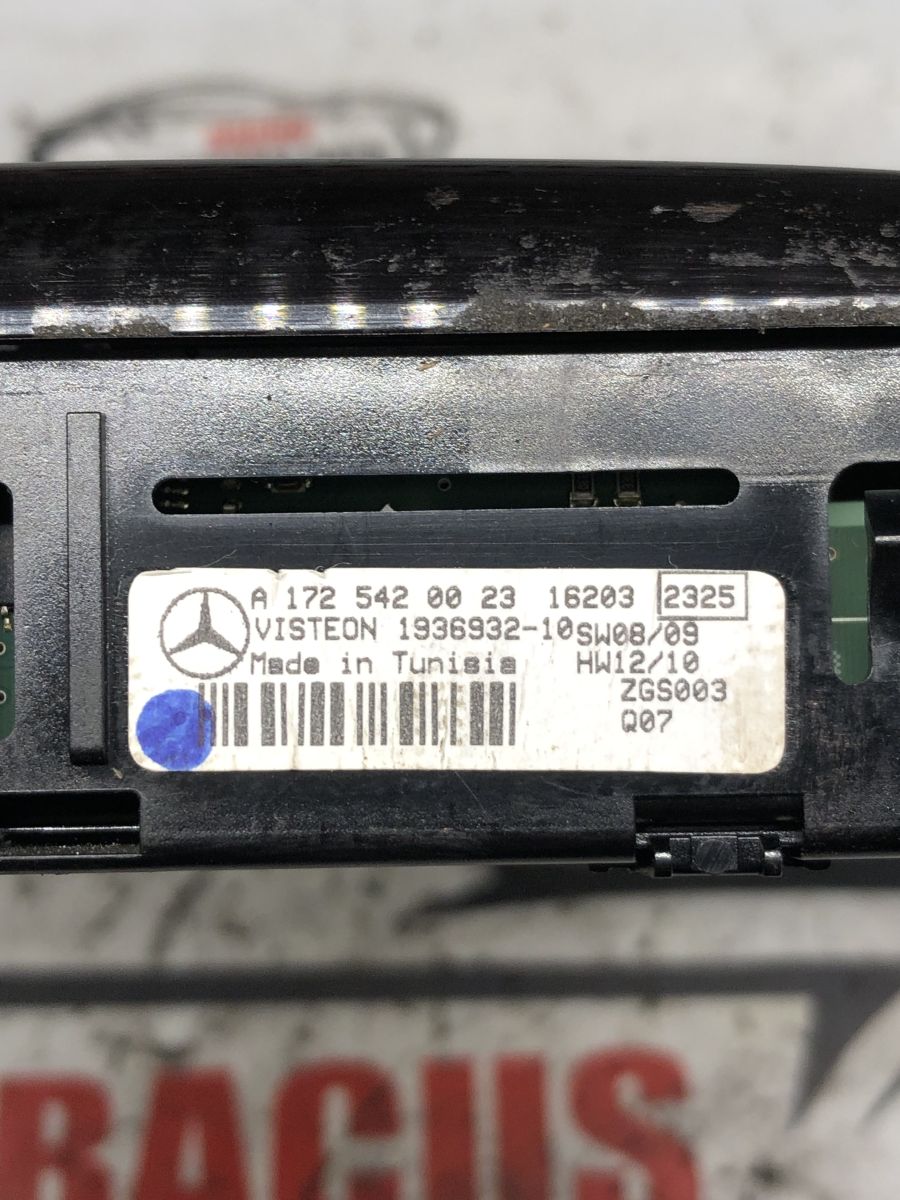 A 172 542 00 23 16203 2325
VISTEON 1936932-10 SW08/09
Made in Tunisia HW12/10
ZGS003
Q07